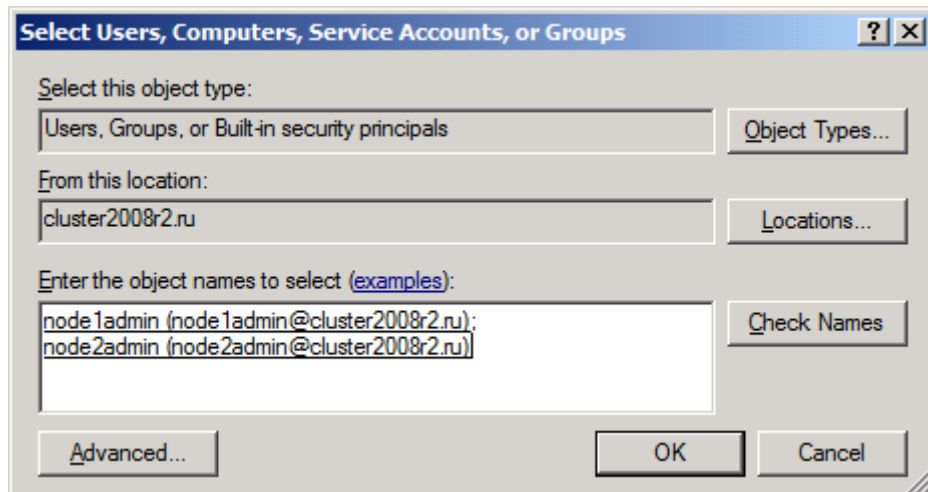 Select Users, Computers, Service Accounts, or Groups
Select this object type:
Users, Groups, or Built-in security principals
Object Types...
From this location:
cluster2008r2.ru
Locations...
Enter the object names to select (examples):
node1admin (node1admin@cluster2008r2.ru);
node2admin (node2admin@cluster2008r2.ru)
Check Names
Advanced...
OK
Cancel